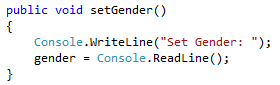 public void setGender()
{
    Console.WriteLine("Set Gender: ");
    gender = Console.ReadLine();
}